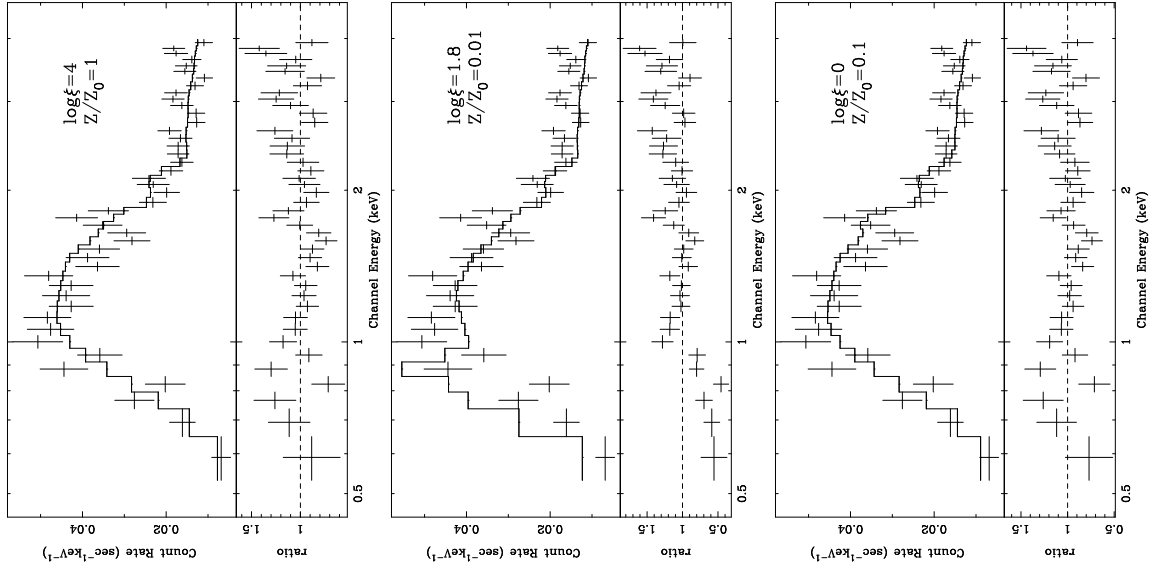 logξ=4
Z/Z₀=1
0.04
0.02
Count Rate (sec⁻¹keV⁻¹)
1.5
1
ratio
0.5
1
2
Channel Energy (keV)
logξ=1.8
Z/Z₀=0.01
0.04
0.02
Count Rate (sec⁻¹keV⁻¹)
1.5
1
0.5
ratio
0.5
1
2
Channel Energy (keV)
logξ=0
Z/Z₀=0.1
0.04
0.02
Count Rate (sec⁻¹keV⁻¹)
1.5
1
0.5
ratio
0.5
1
2
Channel Energy (keV)